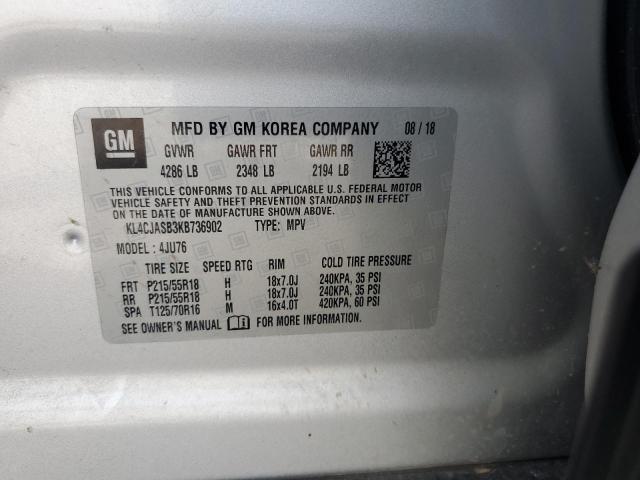 GM MFD BY GM KOREA COMPANY 08/18
GVWR GAWR FRT GAWR RR
4286 LB 2348 LB 2194 LB
THIS VEHICLE CONFORMS TO ALL APPLICABLE U.S. FEDERAL MOTOR
VEHICLE SAFETY AND THEFT PREVENTION STANDARDS IN EFFECT
ON THE DATE OF MANUFACTURE SHOWN ABOVE.
KL4CJASB3KB736902 TYPE: MPV
MODEL: 4JU76
TIRE SIZE SPEED RTG RIM COLD TIRE PRESSURE
FRT P215/55R18 H 18x7.0J 240KPA, 35 PSI
RR P215/55R18 H 18x7.0J 240KPA, 35 PSI
SPA T125/70R16 M 16x4.0T 420KPA, 60 PSI
SEE OWNER'S MANUAL FOR MORE INFORMATION.